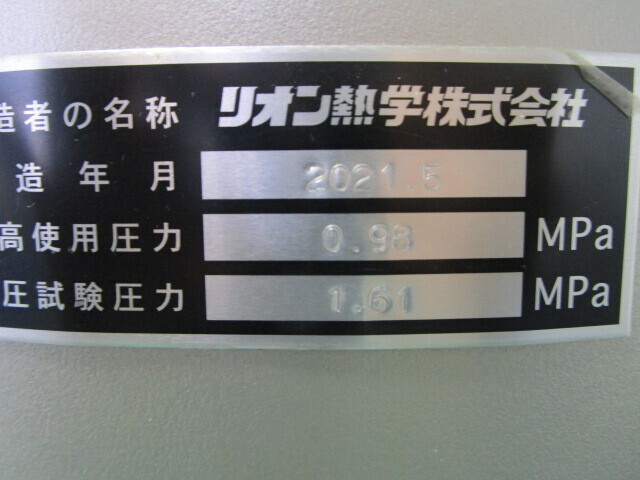 造者の名称 リオン熱学株式会社
造年月 2021.5
高使用圧力 0.98 MPa
圧試験圧力 1.61 MPa